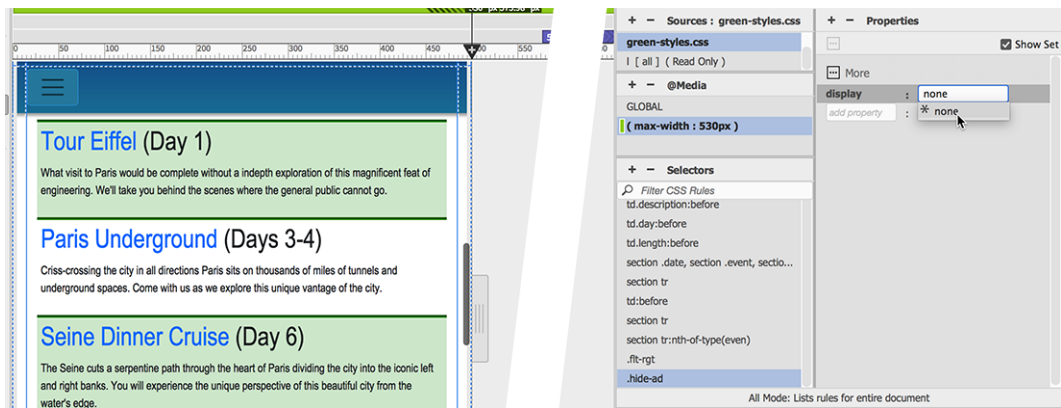 0 50 100 150 200 250 300 350 400 450 550
Tour Eiffel (Day 1)
What visit to Paris would be complete without a indepth exploration of this magnificent feat of
engineering. We'll take you behind the scenes where the general public cannot go.
Paris Underground (Days 3-4)
Criss-crossing the city in all directions Paris sits on thousands of miles of tunnels and
underground spaces. Come with us as we explore this unique vantage of the city.
Seine Dinner Cruise (Day 6)
The Seine cuts a serpentine path through the heart of Paris dividing the city into the iconic left
and right banks. You will experience the unique perspective of this beautiful city from the
water's edge.
+ − Sources : green-styles.css
green-styles.css
l [ all ] ( Read Only )
+ − @Media
GLOBAL
( max-width : 530px )
+ − Selectors
Filter CSS Rules
td.description:before
td.day:before
td.length:before
section .date, section .event, sectio...
section tr
td:before
section tr
section tr:nth-of-type(even)
.flt-rgt
.hide-ad
+ − Properties
Show Set
More
display : none
add property : * none
All Mode: Lists rules for entire document